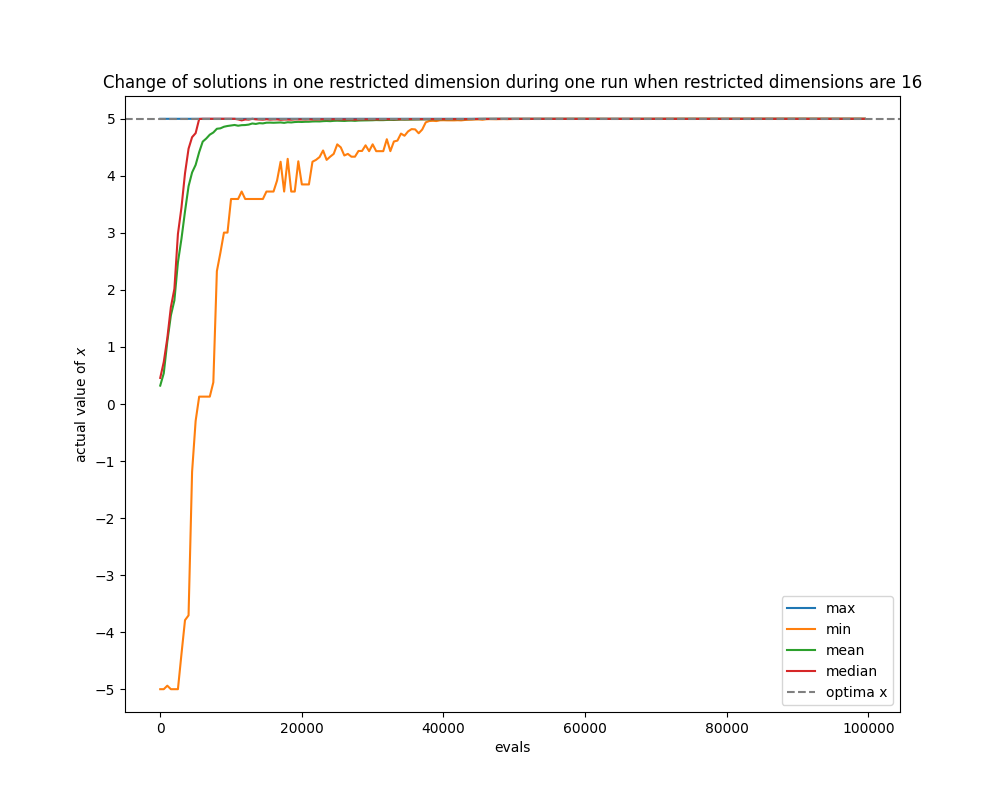 Change of solutions in one restricted dimension during one run when restricted dimensions are 16
actual value of x
5
4
3
2
1
0
−1
−2
−3
−4
−5
max
min
mean
median
optima x
0
20000
40000
60000
80000
100000
evals